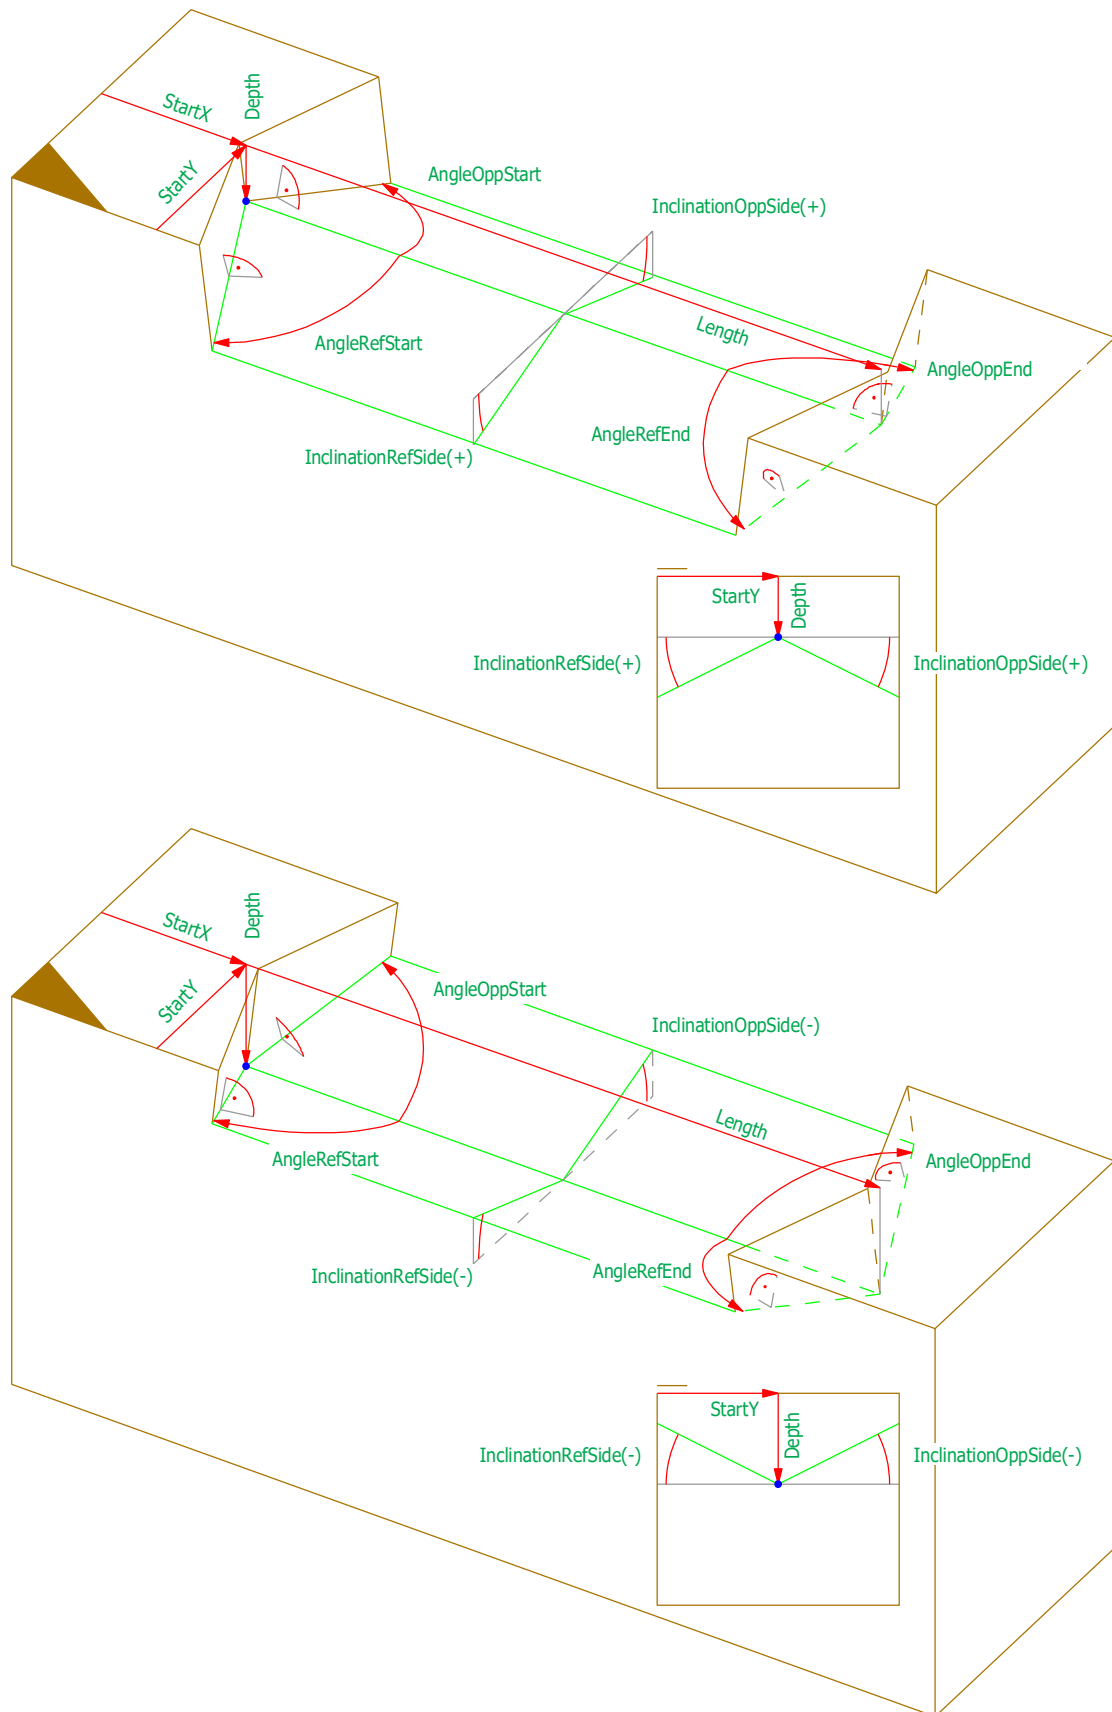 Depth
StartX
StartY
AngleOppStart
InclinationOppSide(+)
Length
AngleRefStart
AngleOppEnd
AngleRefEnd
InclinationRefSide(+)
StartY
Depth
InclinationRefSide(+)
InclinationOppSide(+)
Depth
StartX
StartY
AngleOppStart
InclinationOppSide(-)
Length
AngleRefStart
AngleOppEnd
AngleRefEnd
InclinationRefSide(-)
StartY
Depth
InclinationRefSide(-)
InclinationOppSide(-)